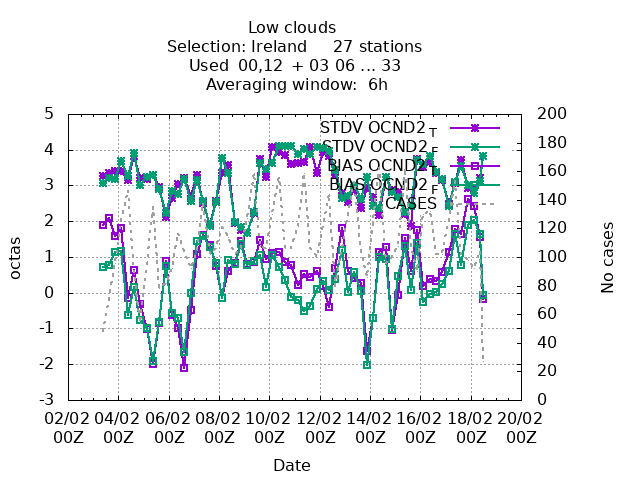 Low clouds
Selection: Ireland 27 stations
Used 00,12 + 03 06 ... 33
Averaging window: 6h
STDV OCND2 T
STDV OCND2 F
BIAS OCND2 T
BIAS OCND2 F
CASES
octas
No cases
5
4
3
2
1
0
-1
-2
-3
200
180
160
140
120
100
80
60
40
20
0
02/02 04/02 06/02 08/02 10/02 12/02 14/02 16/02 18/02 20/02
00Z 00Z 00Z 00Z 00Z 00Z 00Z 00Z 00Z 00Z
Date